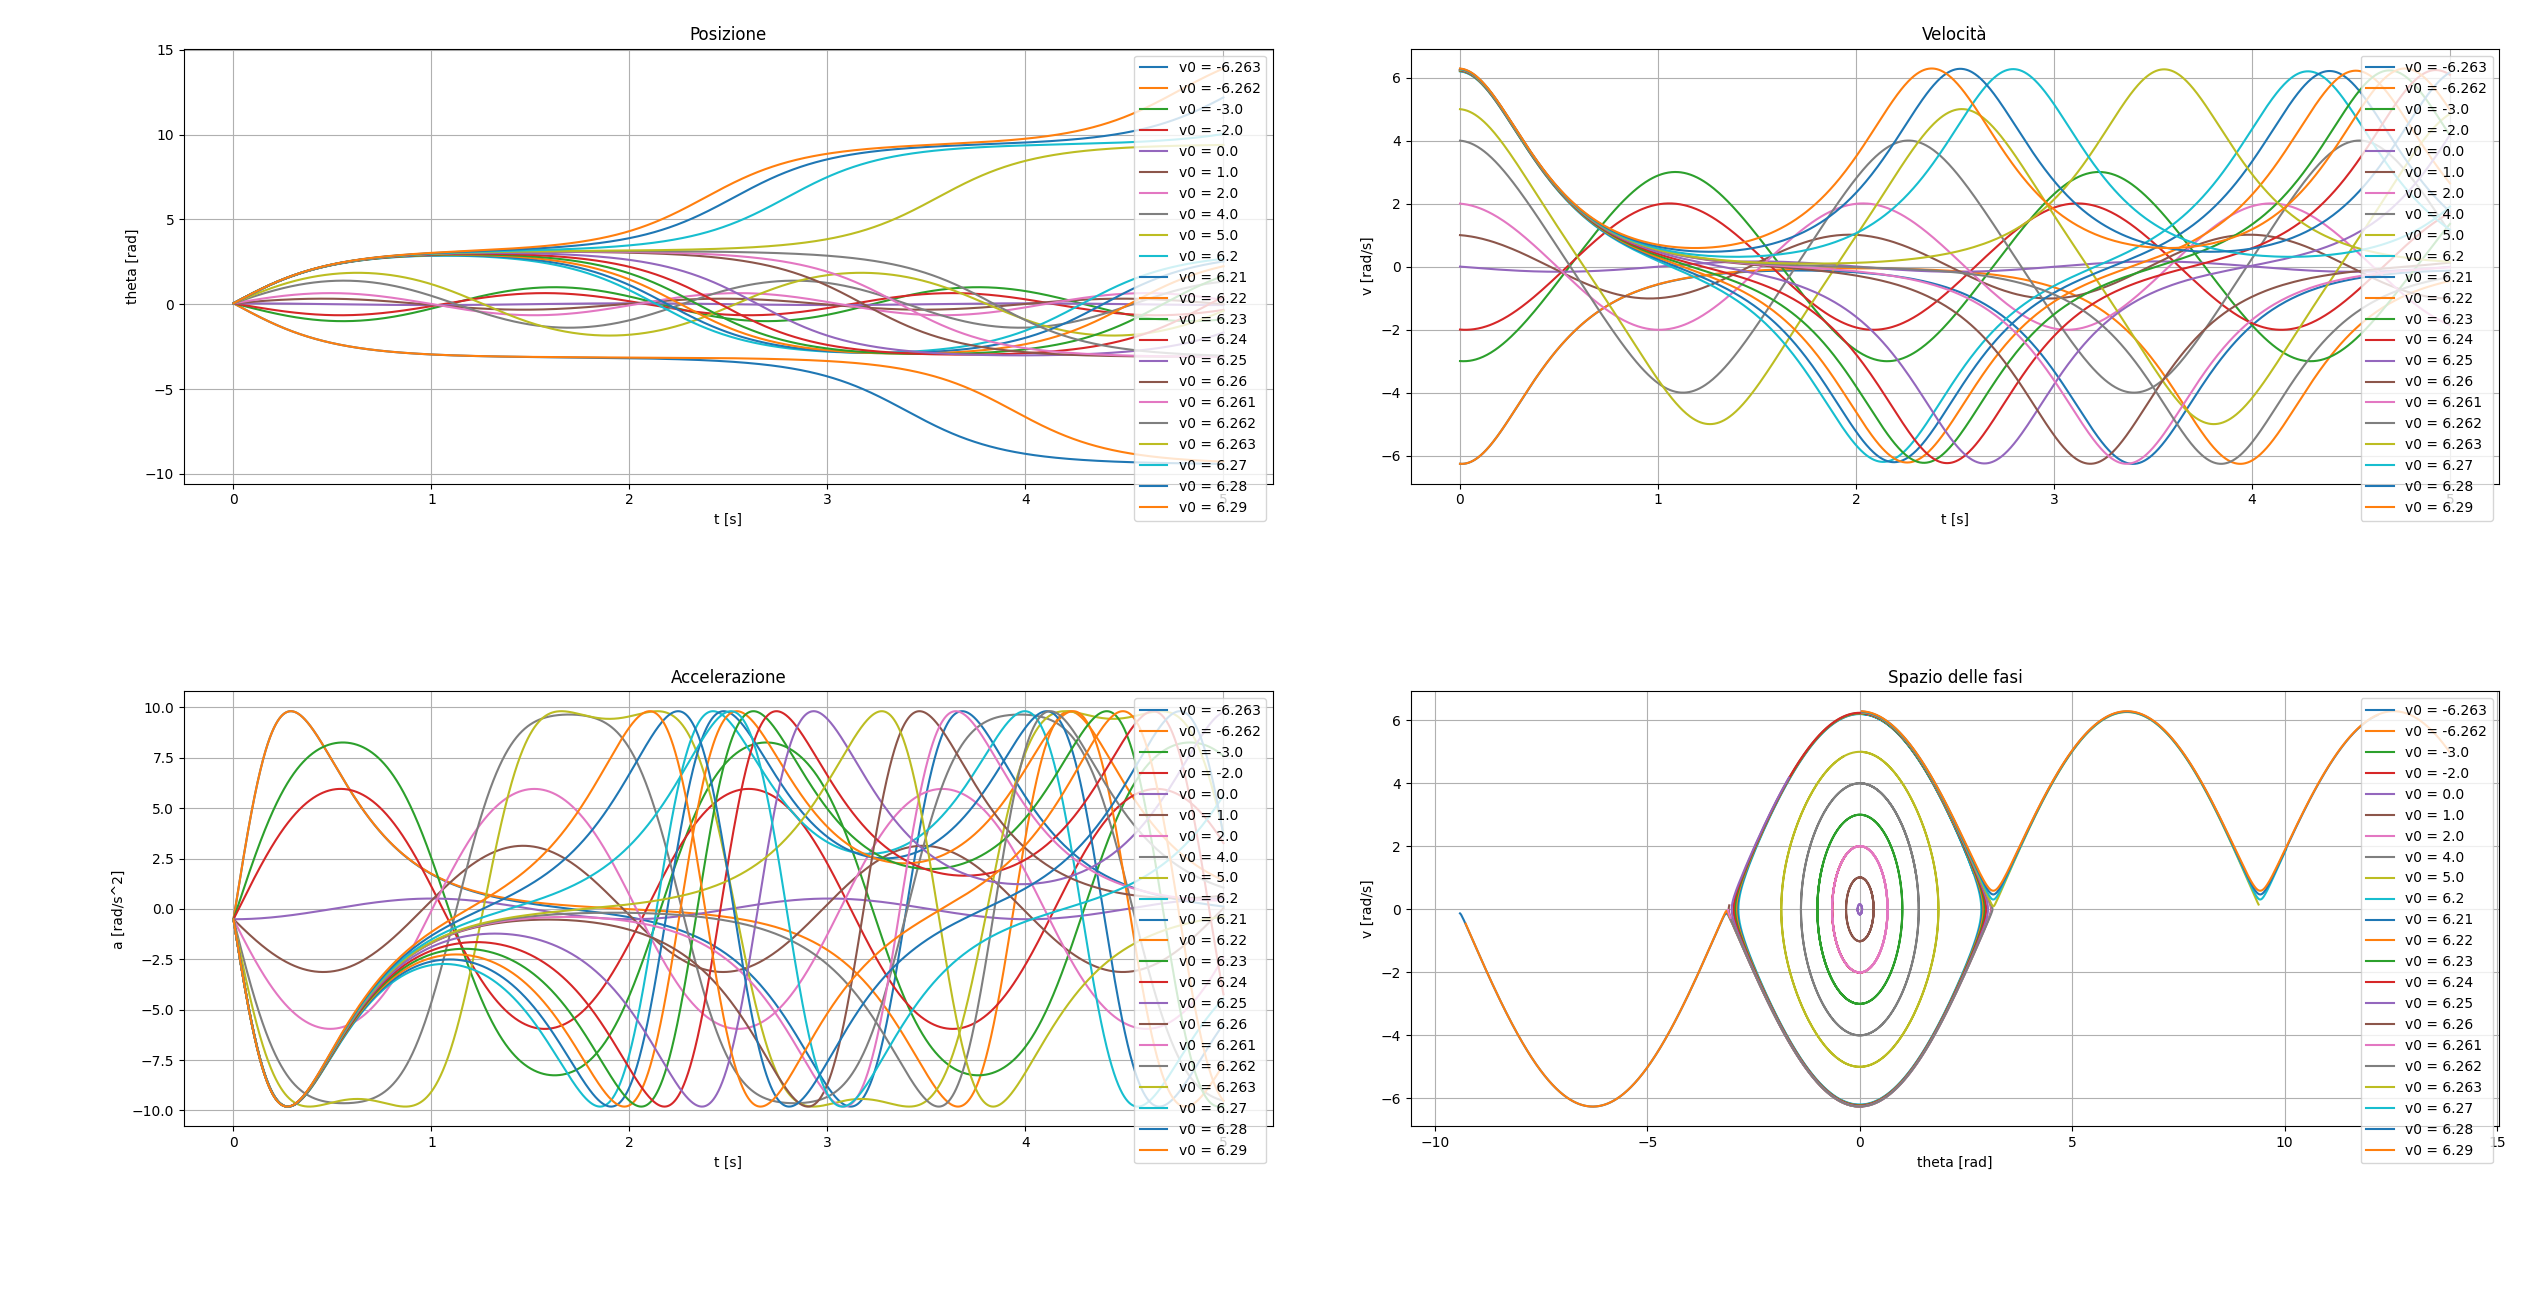 Posizione
theta [rad]
15
10
5
0
−5
−10
0
1
2
3
4
5
t [s]
v0 = -6.263
v0 = -6.262
v0 = -3.0
v0 = -2.0
v0 = 0.0
v0 = 1.0
v0 = 2.0
v0 = 4.0
v0 = 5.0
v0 = 6.2
v0 = 6.21
v0 = 6.22
v0 = 6.23
v0 = 6.24
v0 = 6.25
v0 = 6.26
v0 = 6.261
v0 = 6.262
v0 = 6.263
v0 = 6.27
v0 = 6.28
v0 = 6.29
Velocità
v [rad/s]
6
4
2
0
−2
−4
−6
0
1
2
3
4
5
t [s]
v0 = -6.263
v0 = -6.262
v0 = -3.0
v0 = -2.0
v0 = 0.0
v0 = 1.0
v0 = 2.0
v0 = 4.0
v0 = 5.0
v0 = 6.2
v0 = 6.21
v0 = 6.22
v0 = 6.23
v0 = 6.24
v0 = 6.25
v0 = 6.26
v0 = 6.261
v0 = 6.262
v0 = 6.263
v0 = 6.27
v0 = 6.28
v0 = 6.29
Accelerazione
a [rad/s^2]
10.0
7.5
5.0
2.5
0.0
−2.5
−5.0
−7.5
−10.0
0
1
2
3
4
5
t [s]
v0 = -6.263
v0 = -6.262
v0 = -3.0
v0 = -2.0
v0 = 0.0
v0 = 1.0
v0 = 2.0
v0 = 4.0
v0 = 5.0
v0 = 6.2
v0 = 6.21
v0 = 6.22
v0 = 6.23
v0 = 6.24
v0 = 6.25
v0 = 6.26
v0 = 6.261
v0 = 6.262
v0 = 6.263
v0 = 6.27
v0 = 6.28
v0 = 6.29
Spazio delle fasi
v [rad/s]
6
4
2
0
−2
−4
−6
−10
−5
0
5
10
15
theta [rad]
v0 = -6.263
v0 = -6.262
v0 = -3.0
v0 = -2.0
v0 = 0.0
v0 = 1.0
v0 = 2.0
v0 = 4.0
v0 = 5.0
v0 = 6.2
v0 = 6.21
v0 = 6.22
v0 = 6.23
v0 = 6.24
v0 = 6.25
v0 = 6.26
v0 = 6.261
v0 = 6.262
v0 = 6.263
v0 = 6.27
v0 = 6.28
v0 = 6.29